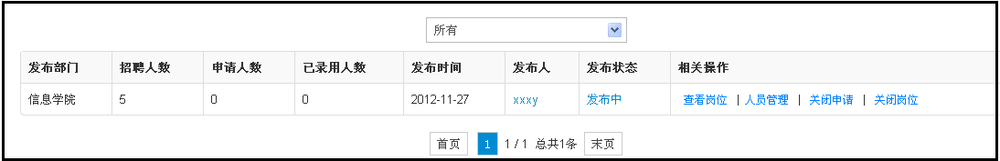 所有
发布部门 招聘人数 申请人数 已录用人数 发布时间 发布人 发布状态 相关操作
信息学院 5 0 0 2012-11-27 xxxy 发布中 查看岗位 | 人员管理 | 关闭申请 | 关闭岗位
首页 1 1 / 1 总共1条 末页